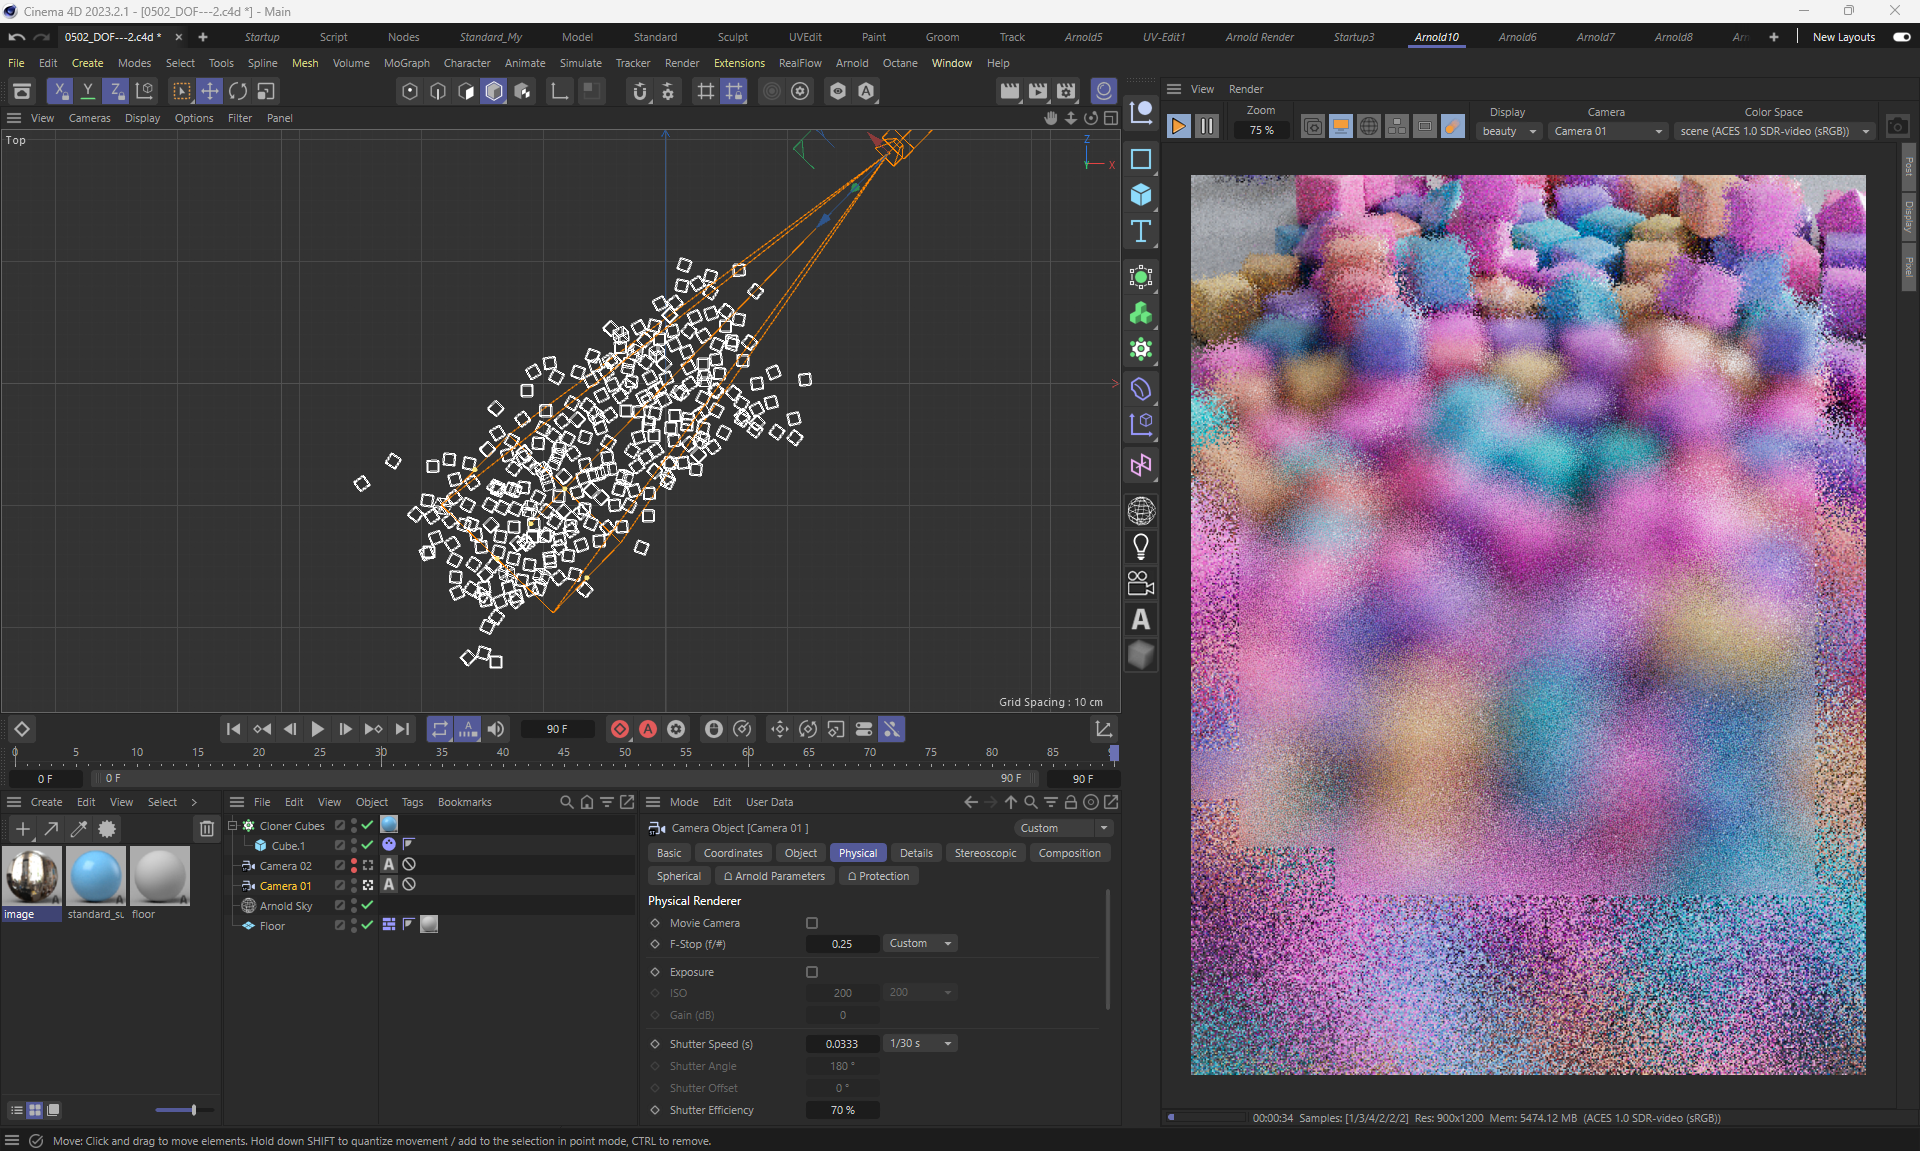 Cinema 4D 2023.2.1 - [0502_DOF---2.c4d *] - Main
0502_DOF---2.c4d *
Startup
Script
Nodes
Standard_My
Model
Standard
Sculpt
UVEdit
Paint
Groom
Track
Arnold5
UV-Edit1
Arnold Render
Startup3
Arnold10
Arnold6
Arnold7
Arnold8
New Layouts
File Edit Create Modes Select Tools Spline Mesh Volume MoGraph Character Animate Simulate Tracker Render Extensions RealFlow Arnold Octane Window Help
View Render
Zoom
75 %
Display
beauty
Camera
Camera 01
Color Space
scene (ACES 1.0 SDR-video (sRGB))
View Cameras Display Options Filter Panel
Top
Z
Y
X
Grid Spacing : 10 cm
Post
Display
Pixel
90 F
0 5 10 15 20 25 30 35 40 45 50 55 60 65 70 75 80 85
0 F
0 F
90 F
90 F
Create Edit View Select
image
standard_su
floor
File Edit View Object Tags Bookmarks
Cloner Cubes
Cube.1
Camera 02
Camera 01
Arnold Sky
Floor
Mode Edit User Data
Camera Object [Camera 01 ]
Custom
Basic Coordinates Object Physical Details Stereoscopic Composition
Spherical Arnold Parameters Protection
Physical Renderer
Movie Camera
F-Stop (f/#) 0.25 Custom
Exposure
ISO 200 200
Gain (dB) 0
Shutter Speed (s) 0.0333 1/30 s
Shutter Angle 180 °
Shutter Offset 0 °
Shutter Efficiency 70 %
00:00:34 Samples: [1/3/4/2/2/2] Res: 900x1200 Mem: 5474.12 MB (ACES 1.0 SDR-video (sRGB))
Move: Click and drag to move elements. Hold down SHIFT to quantize movement / add to the selection in point mode, CTRL to remove.